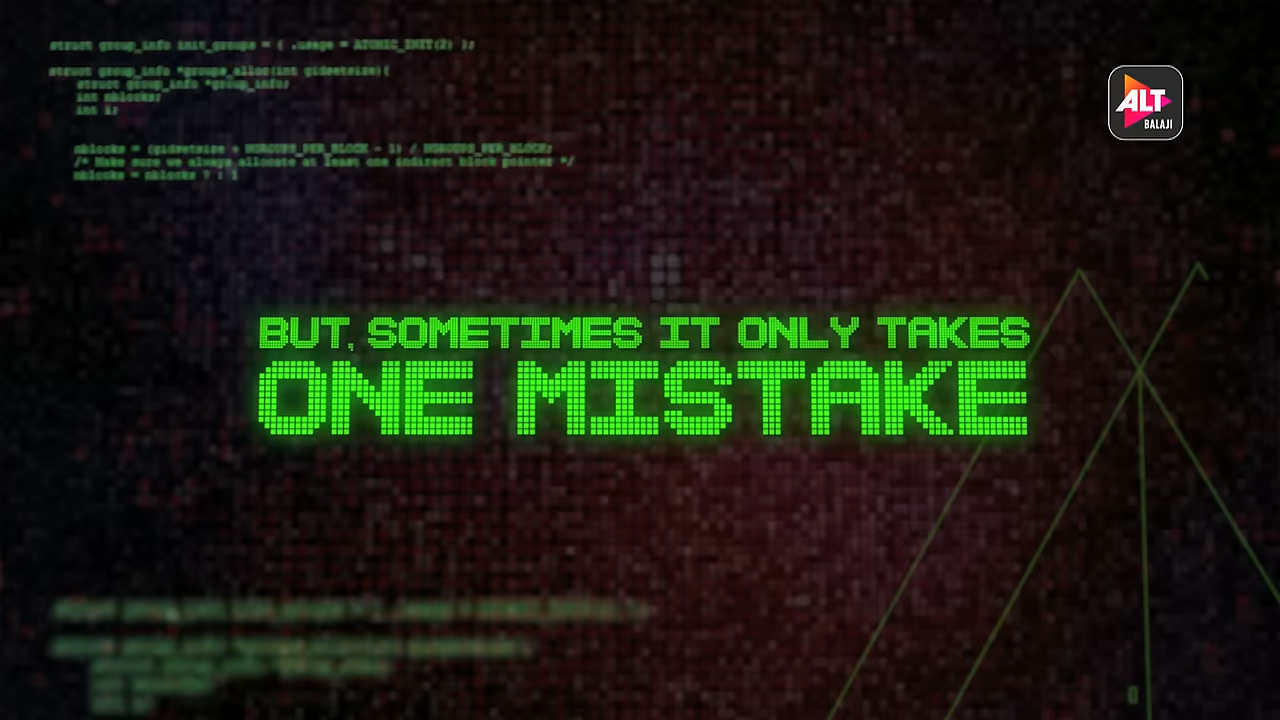 struct group_info init_groups = { .usage = ATOMIC_INIT(2) };
struct group_info *groups_alloc(int gidsetsize){
struct group_info *group_info;
int nblocks;
int i;
nblocks = (gidsetsize + NGROUPS_PER_BLOCK - 1) / NGROUPS_PER_BLOCK;
/* Make sure we always allocate at least one indirect block pointer */
nblocks = nblocks ? : 1
ALT
BALAJI
BUT, SOMETIMES IT ONLY TAKES
ONE MISTAKE